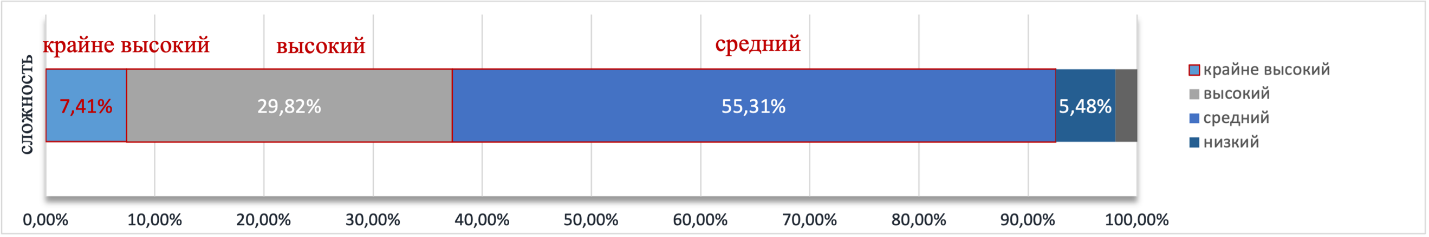 крайне высокий высокий средний
сложность
7,41% 29,82% 55,31% 5,48%
крайне высокий
высокий
средний
низкий
0,00% 10,00% 20,00% 30,00% 40,00% 50,00% 60,00% 70,00% 80,00% 90,00% 100,00%